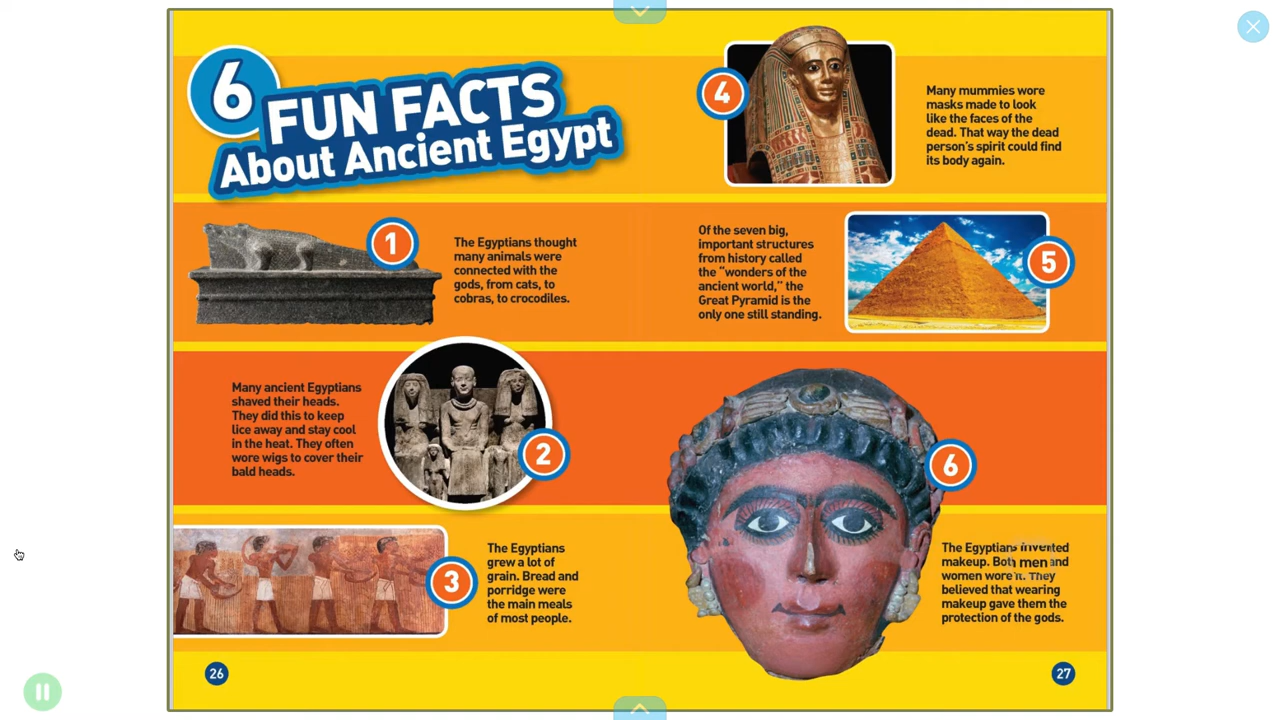 6
FUN FACTS
About Ancient Egypt
1
The Egyptians thought
many animals were
connected with the
gods, from cats, to
cobras, to crocodiles.
Many ancient Egyptians
shaved their heads.
They did this to keep
lice away and stay cool
in the heat. They often
wore wigs to cover their
bald heads.
2
3
The Egyptians
grew a lot of
grain. Bread and
porridge were
the main meals
of most people.
26
4
Many mummies wore
masks made to look
like the faces of the
dead. That way the dead
person's spirit could find
its body again.
Of the seven big,
important structures
from history called
the "wonders of the
ancient world," the
Great Pyramid is the
only one still standing.
5
6
The Egyptians invented
makeup. Both men and
women wore it. They
believed that wearing
makeup gave them the
protection of the gods.
27